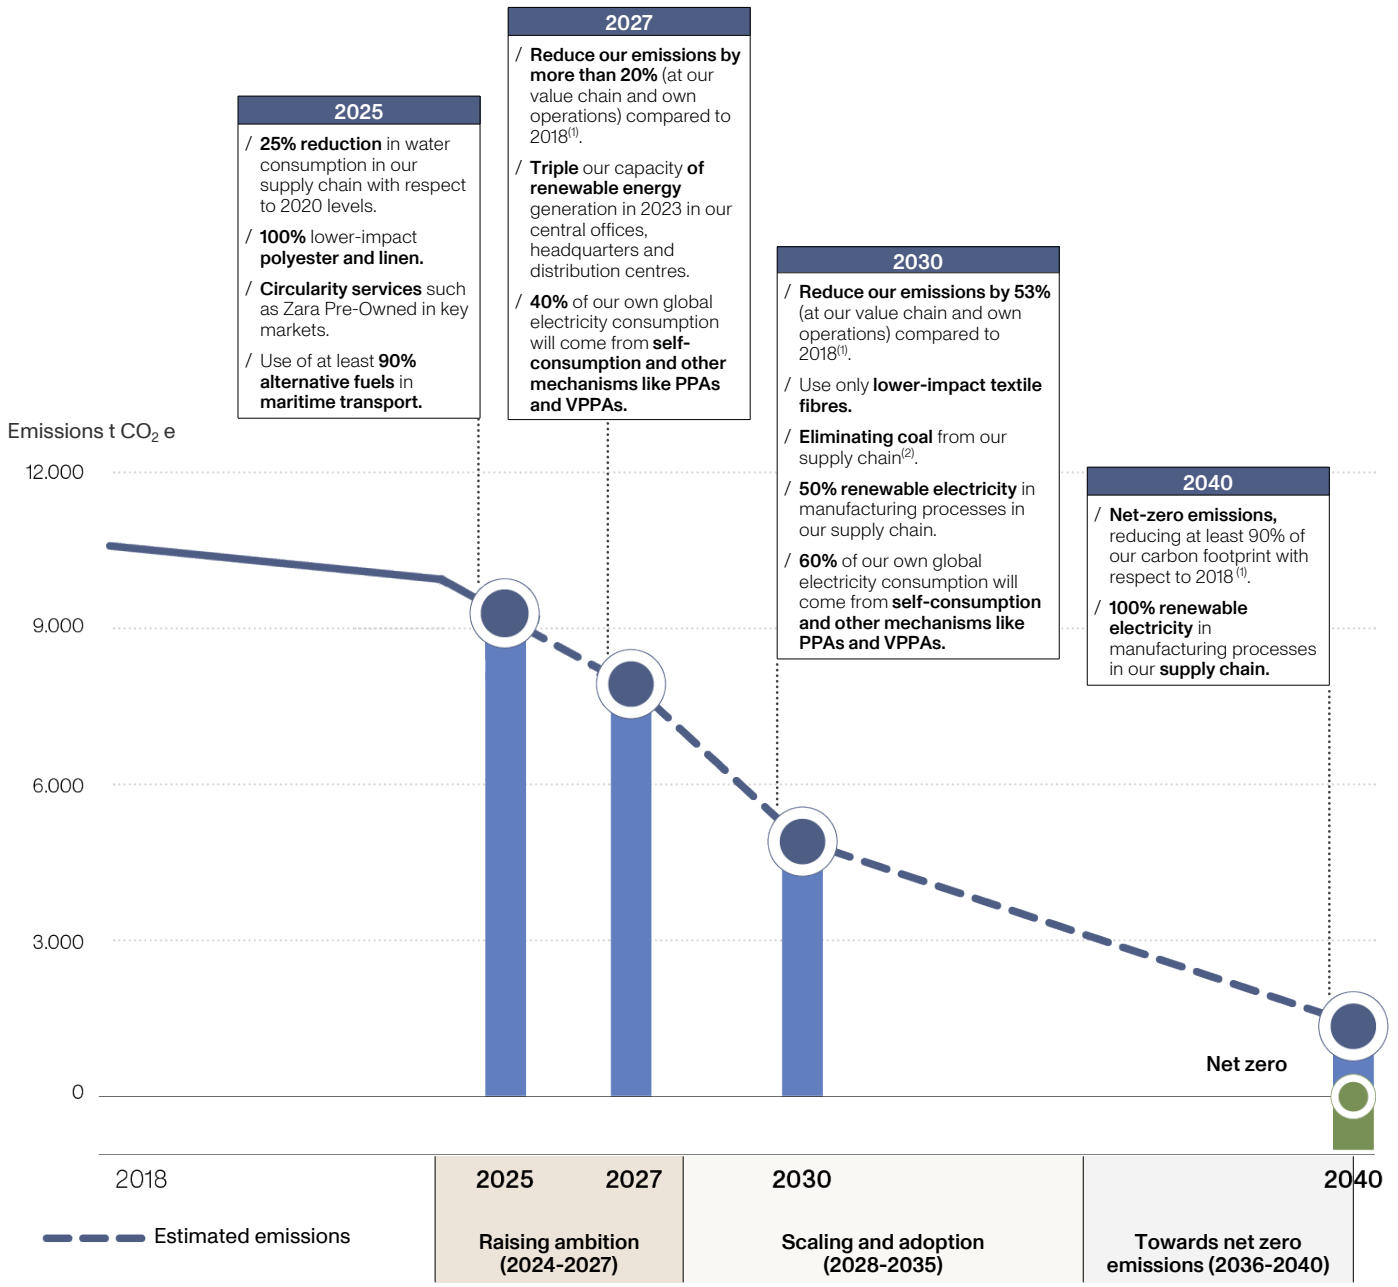 2025
/ 25% reduction in water
consumption in our
supply chain with respect
to 2020 levels.
/ 100% lower-impact
polyester and linen.
/ Circularity services such
as Zara Pre-Owned in key
markets.
/ Use of at least 90%
alternative fuels in
maritime transport.
2027
/ Reduce our emissions by
more than 20% (at our
value chain and own
operations) compared to
2018(1).
/ Triple our capacity of
renewable energy
generation in 2023 in our
central offices,
headquarters and
distribution centres.
/ 40% of our own global
electricity consumption
will come from self-
consumption and other
mechanisms like PPAs
and VPPAs.
2030
/ Reduce our emissions by 53%
(at our value chain and own
operations) compared to
2018(1).
/ Use only lower-impact textile
fibres.
/ Eliminating coal from our
supply chain(2).
/ 50% renewable electricity in
manufacturing processes in
our supply chain.
/ 60% of our own global
electricity consumption will
come from self-consumption
and other mechanisms like
PPAs and VPPAs.
2040
/ Net-zero emissions,
reducing at least 90% of
our carbon footprint with
respect to 2018 (1).
/ 100% renewable
electricity in
manufacturing processes
in our supply chain.
Emissions t CO₂ e
12.000
9.000
6.000
3.000
0
Net zero
2018
2025
2027
2030
2040
Estimated emissions
Raising ambition
(2024-2027)
Scaling and adoption
(2028-2035)
Towards net zero
emissions (2036-2040)